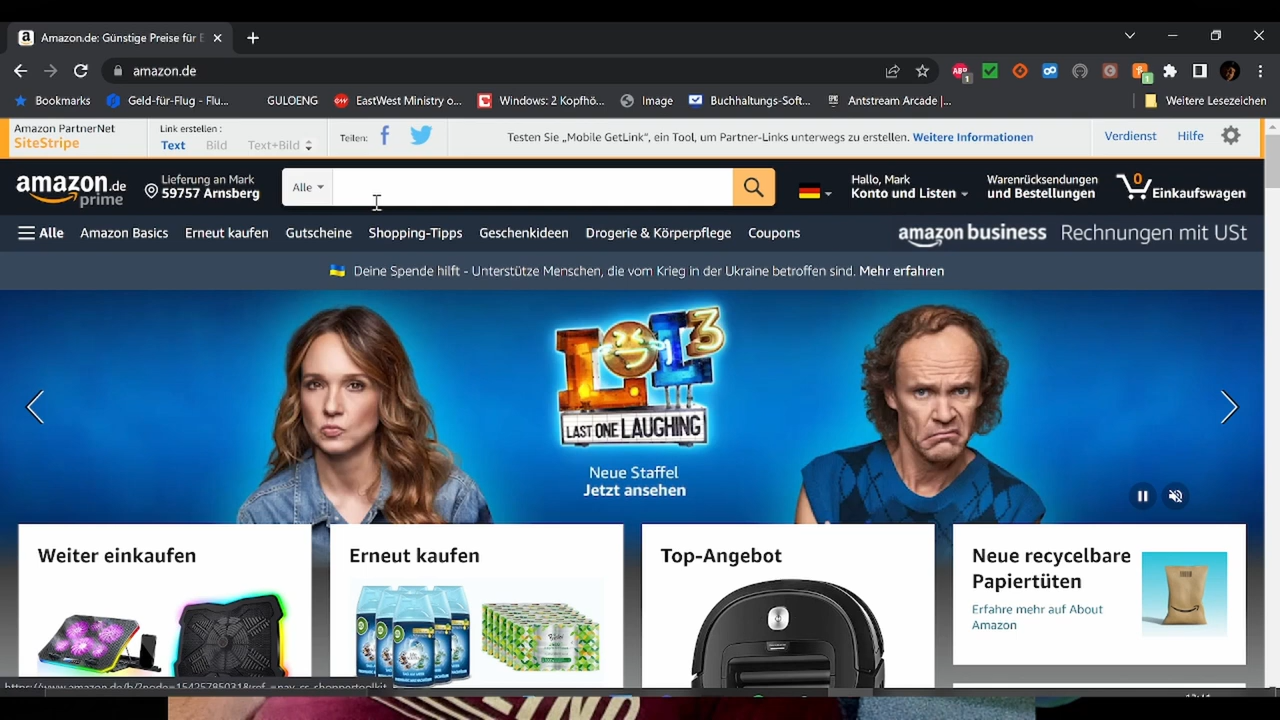 Amazon.de: Günstige Preise für E
amazon.de
Bookmarks
Geld-für-Flug - Flu...
GULOENG
EastWest Ministry o...
Windows: 2 Kopfhö...
Image
Buchhaltungs-Soft...
Antstream Arcade |...
Weitere Lesezeichen
Amazon PartnerNet
SiteStripe
Link erstellen :
Text Bild Text+Bild
Teilen:
Testen Sie „Mobile GetLink“, ein Tool, um Partner-Links unterwegs zu erstellen. Weitere Informationen
Verdienst
Hilfe
amazon.de
prime
Lieferung an Mark
59757 Arnsberg
Alle
Hallo, Mark
Konto und Listen
Warenrücksendungen
und Bestellungen
0
Einkaufswagen
Alle
Amazon Basics
Erneut kaufen
Gutscheine
Shopping-Tipps
Geschenkideen
Drogerie & Körperpflege
Coupons
amazon business Rechnungen mit USt
Deine Spende hilft - Unterstütze Menschen, die vom Krieg in der Ukraine betroffen sind. Mehr erfahren
LOL3
LAST ONE LAUGHING
Neue Staffel
Jetzt ansehen
Weiter einkaufen
Erneut kaufen
Top-Angebot
Neue recycelbare
Papiertüten
Erfahre mehr auf About
Amazon